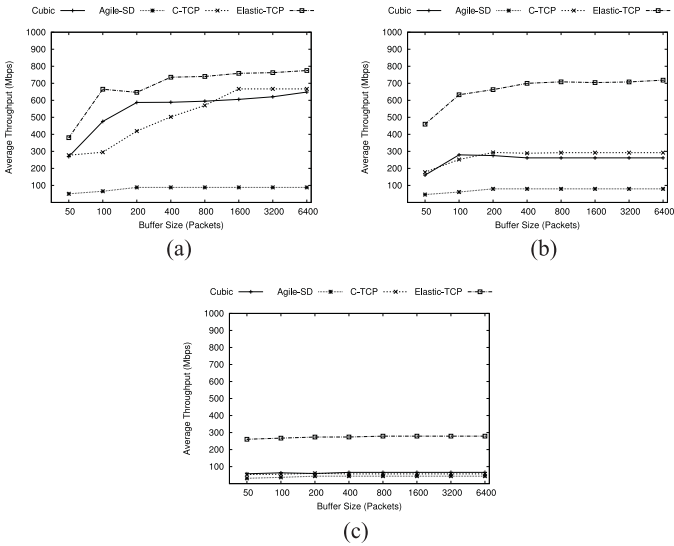 Cubic Agile-SD C-TCP Elastic-TCP
1000
900
800
700
600
500
400
300
200
100
Average Throughput (Mbps)
50 100 200 400 800 1600 3200 6400
Buffer Size (Packets)
(a)
Cubic Agile-SD C-TCP Elastic-TCP
1000
900
800
700
600
500
400
300
200
100
Average Throughput (Mbps)
50 100 200 400 800 1600 3200 6400
Buffer Size (Packets)
(b)
Cubic Agile-SD C-TCP Elastic-TCP
1000
900
800
700
600
500
400
300
200
100
Average Throughput (Mbps)
50 100 200 400 800 1600 3200 6400
Buffer Size (Packets)
(c)